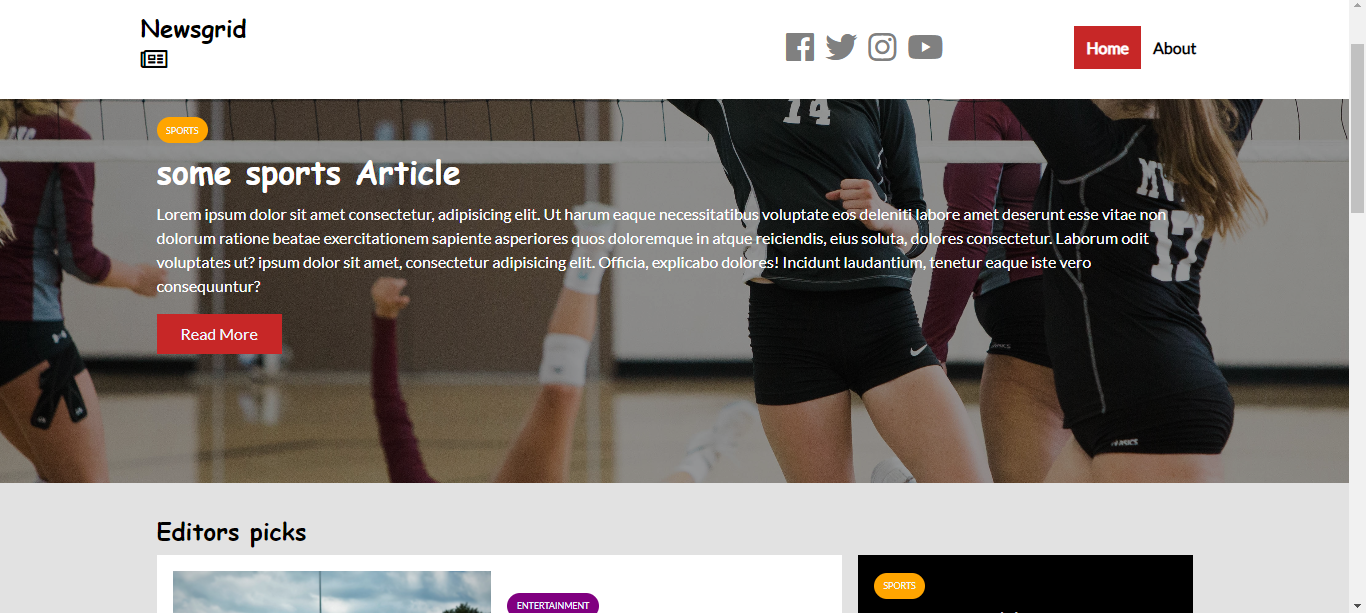 Newsgrid
Home About
SPORTS
some sports Article
Lorem ipsum dolor sit amet consectetur, adipisicing elit. Ut harum eaque necessitatibus voluptate eos deleniti labore amet deserunt esse vitae non
dolorum ratione beatae exercitationem sapiente asperiores quos doloremque in atque reiciendis, eius soluta, dolores consectetur. Laborum odit
voluptates ut? ipsum dolor sit amet, consectetur adipisicing elit. Officia, explicabo dolores! Incidunt laudantium, tenetur eaque iste vero
consequuntur?
Read More
14
17
ASICS
Editors picks
ENTERTAINMENT
SPORTS